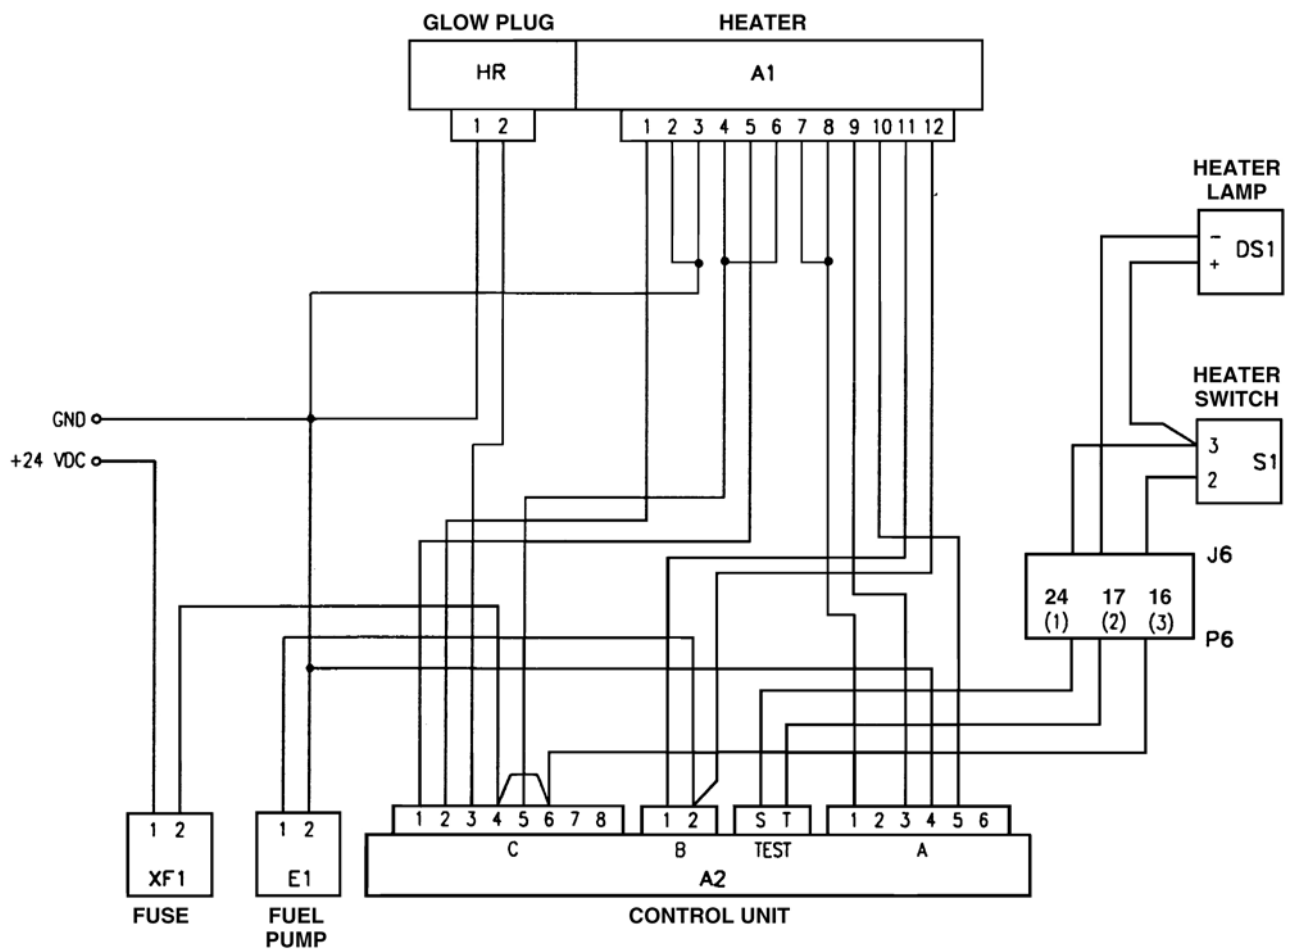 GLOW PLUG HEATER
HR A1
1 2 1 2 3 4 5 6 7 8 9 10 11 12
HEATER
LAMP
−
+
DS1
HEATER
SWITCH
3
2
S1
GND
+24 VDC
J6
24 17 16
(1) (2) (3)
P6
1 2
XF1
FUSE
1 2
E1
FUEL
PUMP
1 2 3 4 5 6 7 8 1 2 S T 1 2 3 4 5 6
C B TEST A
A2
CONTROL UNIT